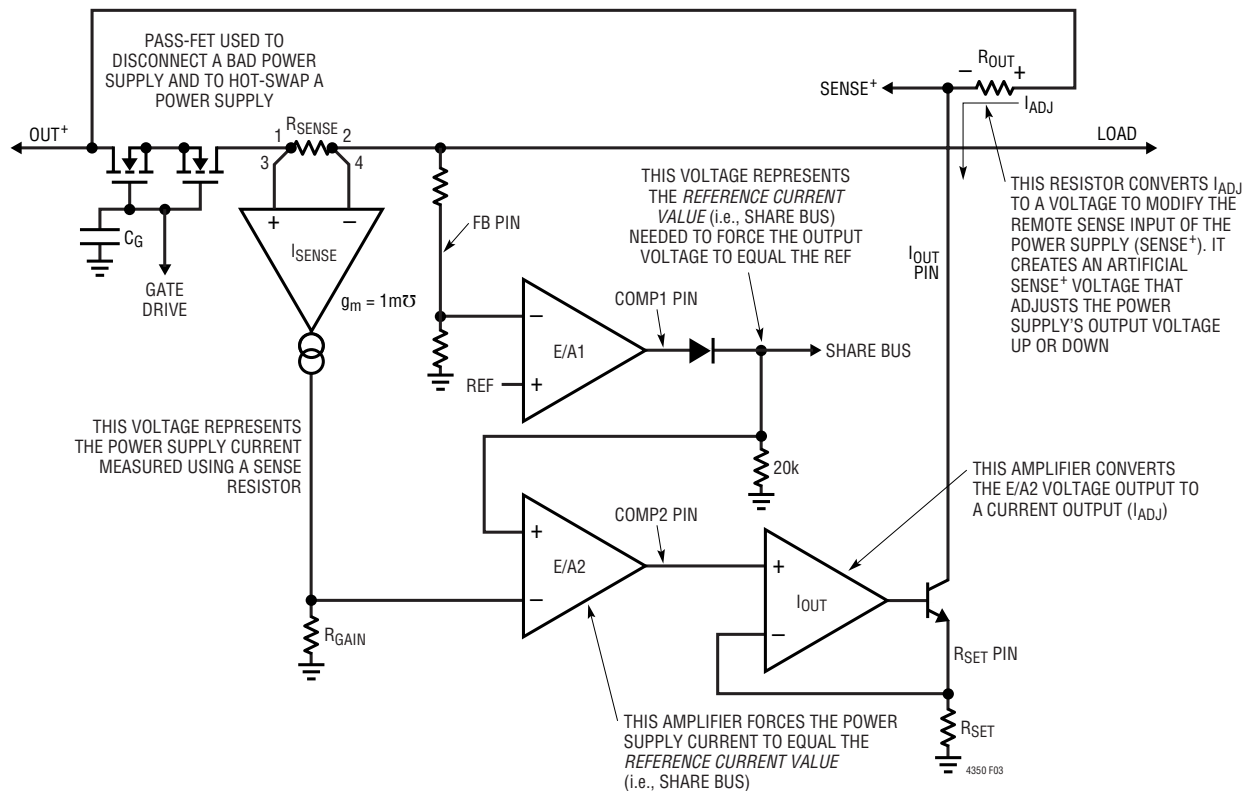 PASS-FET USED TO
DISCONNECT A BAD POWER
SUPPLY AND TO HOT-SWAP A
POWER SUPPLY
OUT+
1
RSENSE
2
3
4
+
−
ISENSE
gm = 1m℧
CG
GATE
DRIVE
FB PIN
THIS VOLTAGE REPRESENTS
THE REFERENCE CURRENT
VALUE (i.e., SHARE BUS)
NEEDED TO FORCE THE OUTPUT
VOLTAGE TO EQUAL THE REF
SENSE+
−
ROUT
+
IADJ
LOAD
THIS RESISTOR CONVERTS IADJ
TO A VOLTAGE TO MODIFY THE
REMOTE SENSE INPUT OF THE
POWER SUPPLY (SENSE+). IT
CREATES AN ARTIFICIAL
SENSE+ VOLTAGE THAT
ADJUSTS THE POWER
SUPPLY'S OUTPUT VOLTAGE
UP OR DOWN
IOUT
PIN
COMP1 PIN
−
E/A1
REF
+
SHARE BUS
20k
THIS VOLTAGE REPRESENTS
THE POWER SUPPLY CURRENT
MEASURED USING A SENSE
RESISTOR
THIS AMPLIFIER CONVERTS
THE E/A2 VOLTAGE OUTPUT TO
A CURRENT OUTPUT (IADJ)
COMP2 PIN
+
E/A2
−
+
IOUT
−
RGAIN
RSET PIN
RSET
THIS AMPLIFIER FORCES THE POWER
SUPPLY CURRENT TO EQUAL THE
REFERENCE CURRENT VALUE
(i.e., SHARE BUS)
4350 F03